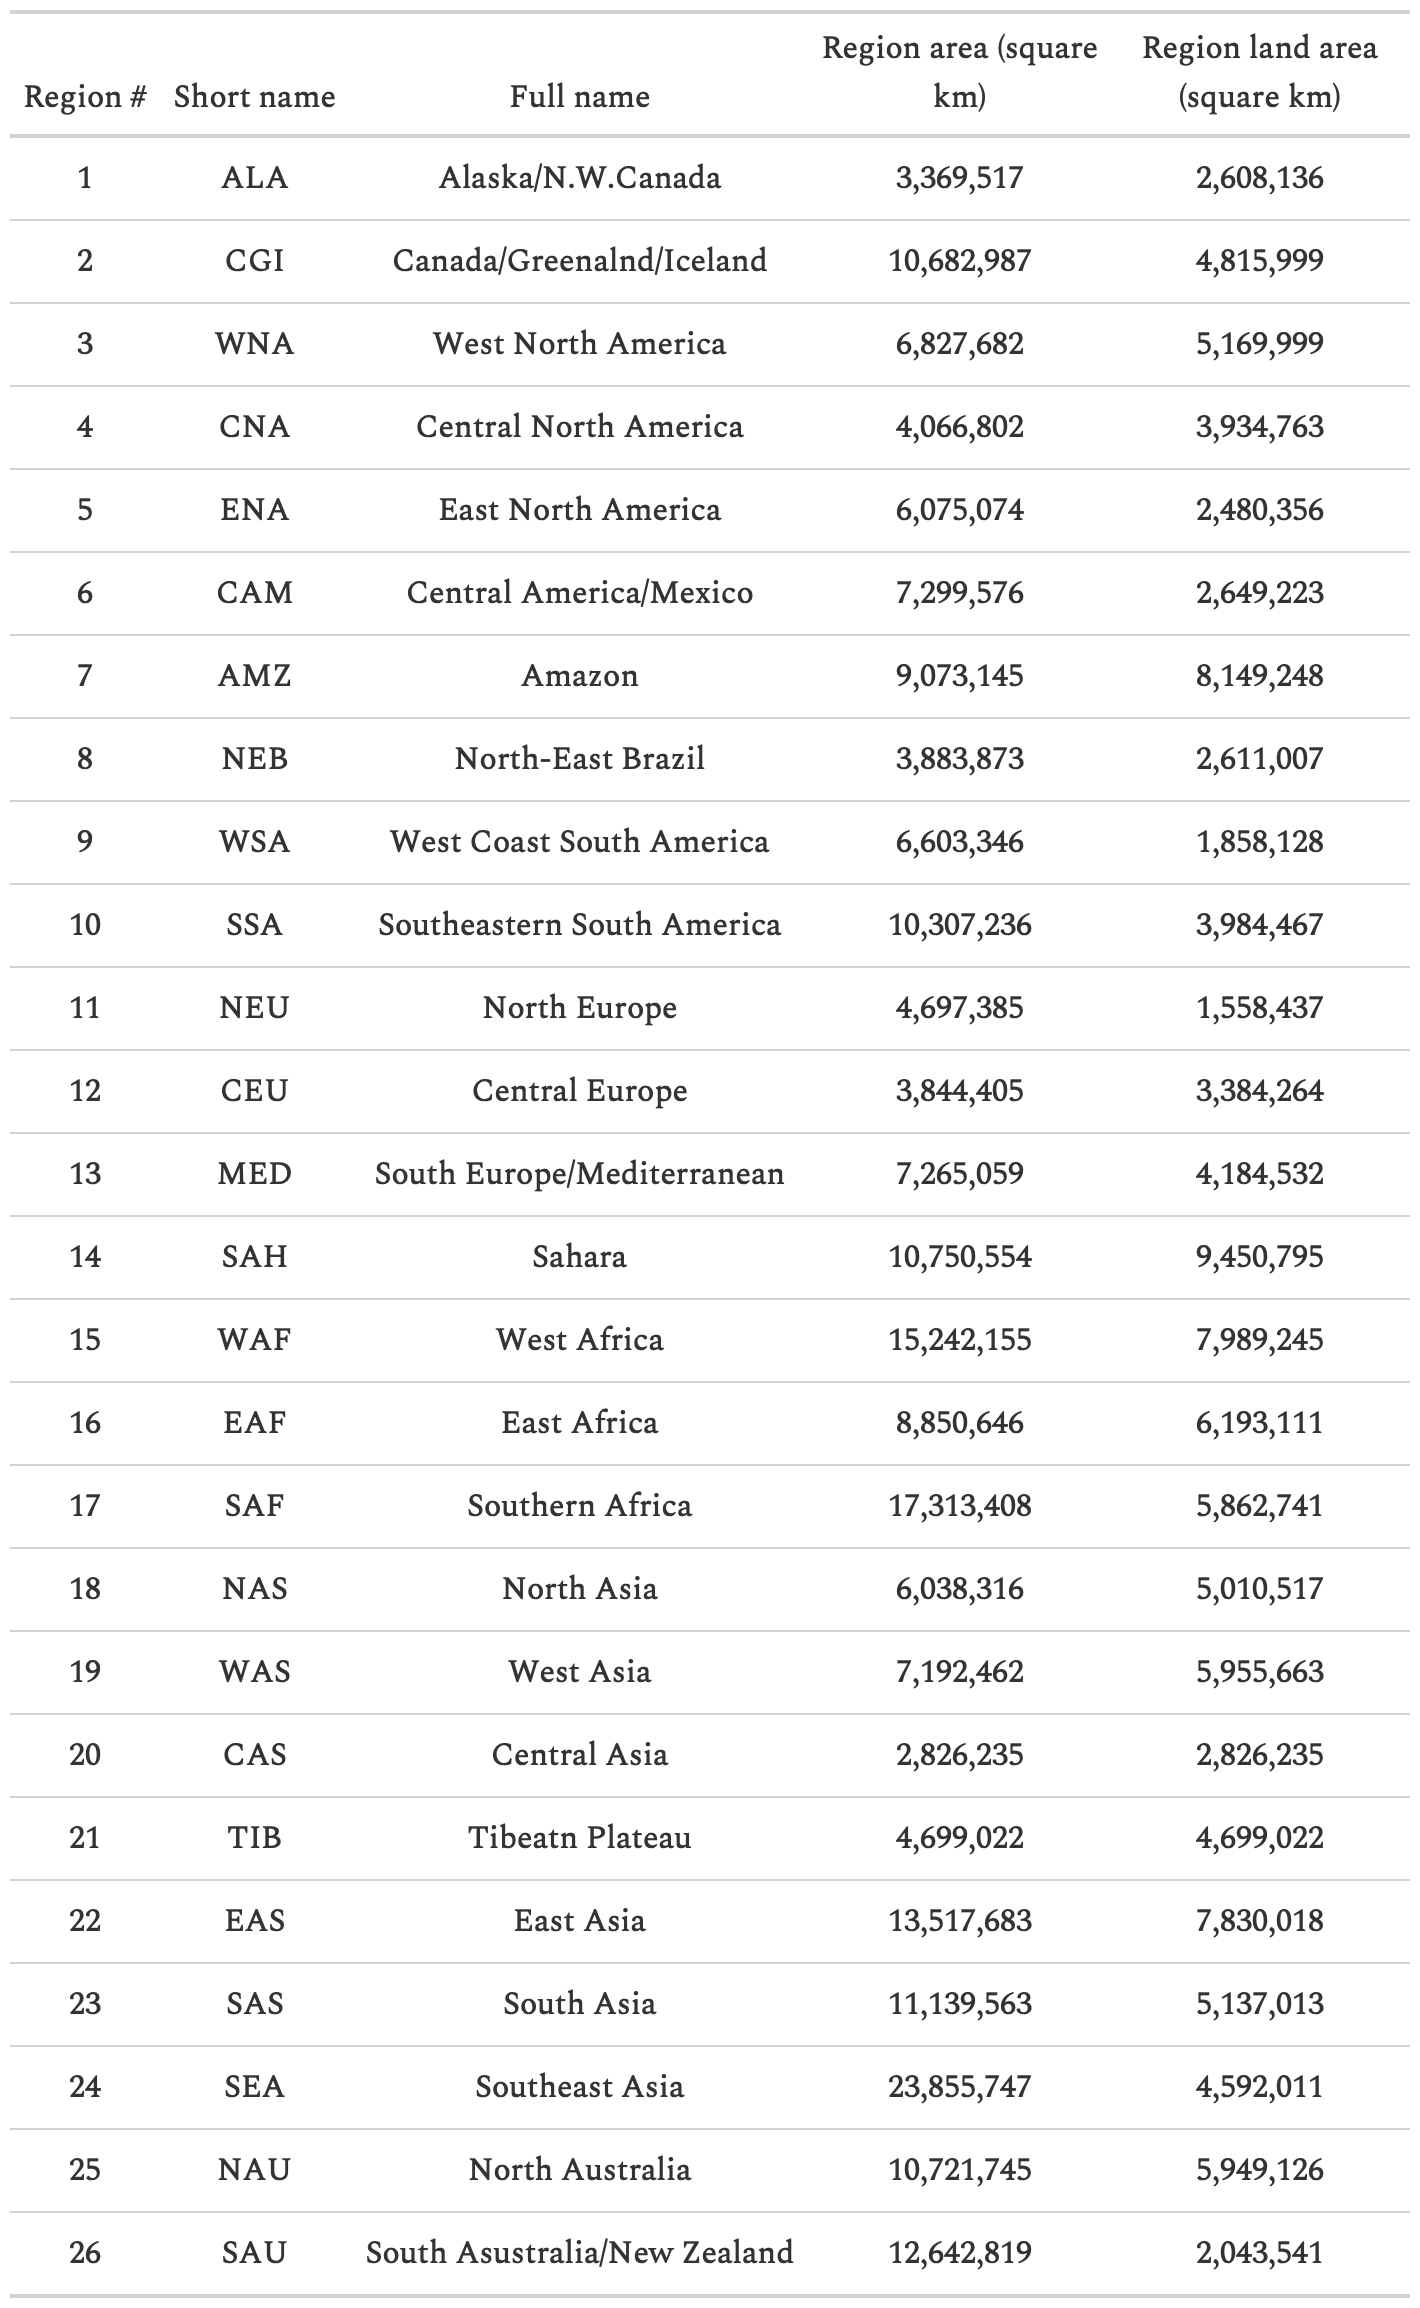 Region # Short name Full name Region area (square km) Region land area (square km)
1 ALA Alaska/N.W.Canada 3,369,517 2,608,136
2 CGI Canada/Greenalnd/Iceland 10,682,987 4,815,999
3 WNA West North America 6,827,682 5,169,999
4 CNA Central North America 4,066,802 3,934,763
5 ENA East North America 6,075,074 2,480,356
6 CAM Central America/Mexico 7,299,576 2,649,223
7 AMZ Amazon 9,073,145 8,149,248
8 NEB North-East Brazil 3,883,873 2,611,007
9 WSA West Coast South America 6,603,346 1,858,128
10 SSA Southeastern South America 10,307,236 3,984,467
11 NEU North Europe 4,697,385 1,558,437
12 CEU Central Europe 3,844,405 3,384,264
13 MED South Europe/Mediterranean 7,265,059 4,184,532
14 SAH Sahara 10,750,554 9,450,795
15 WAF West Africa 15,242,155 7,989,245
16 EAF East Africa 8,850,646 6,193,111
17 SAF Southern Africa 17,313,408 5,862,741
18 NAS North Asia 6,038,316 5,010,517
19 WAS West Asia 7,192,462 5,955,663
20 CAS Central Asia 2,826,235 2,826,235
21 TIB Tibeatn Plateau 4,699,022 4,699,022
22 EAS East Asia 13,517,683 7,830,018
23 SAS South Asia 11,139,563 5,137,013
24 SEA Southeast Asia 23,855,747 4,592,011
25 NAU North Australia 10,721,745 5,949,126
26 SAU South Asustralia/New Zealand 12,642,819 2,043,541